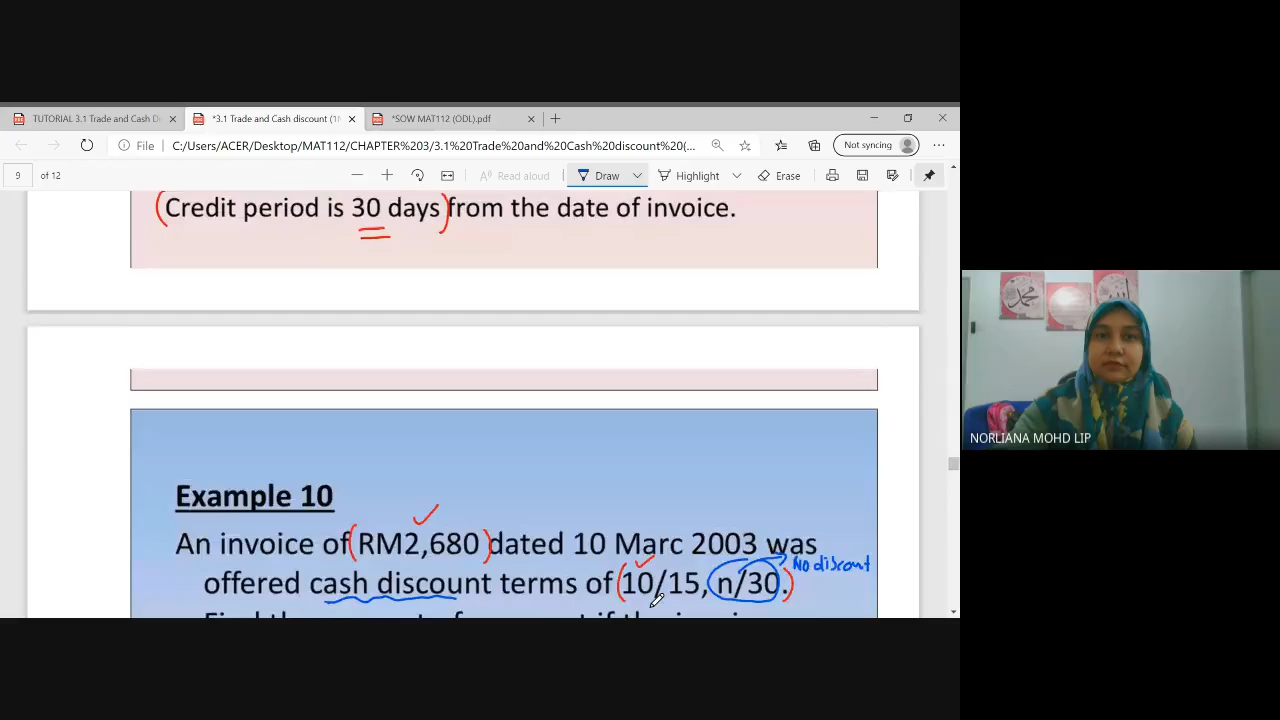 TUTORIAL 3.1 Trade and Cash D
*3.1 Trade and Cash discount (1
*SOW MAT112 (ODL).pdf
File
C:/Users/ACER/Desktop/MAT112/CHAPTER%203/3.1%20Trade%20and%20Cash%20discount%20(...
Not syncing
9
of 12
Read aloud
Draw
Highlight
Erase
(Credit period is 30 days) from the date of invoice.
Example 10
An invoice of (RM2,680) dated 10 Marc 2003 was
No discount
offered cash discount terms of (10/15, n/30.)
NORLIANA MOHD LIP